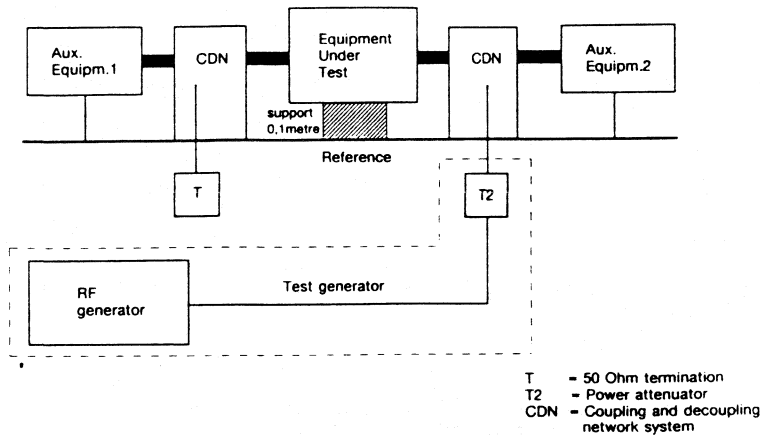 Aux.
Equipm.1
CDN
Equipment
Under
Test
CDN
Aux.
Equipm.2
support
0,1metre
Reference
T
T2
RF
generator
Test generator
T = 50 Ohm termination
T2 = Power attenuator
CDN = Coupling and decoupling
network system